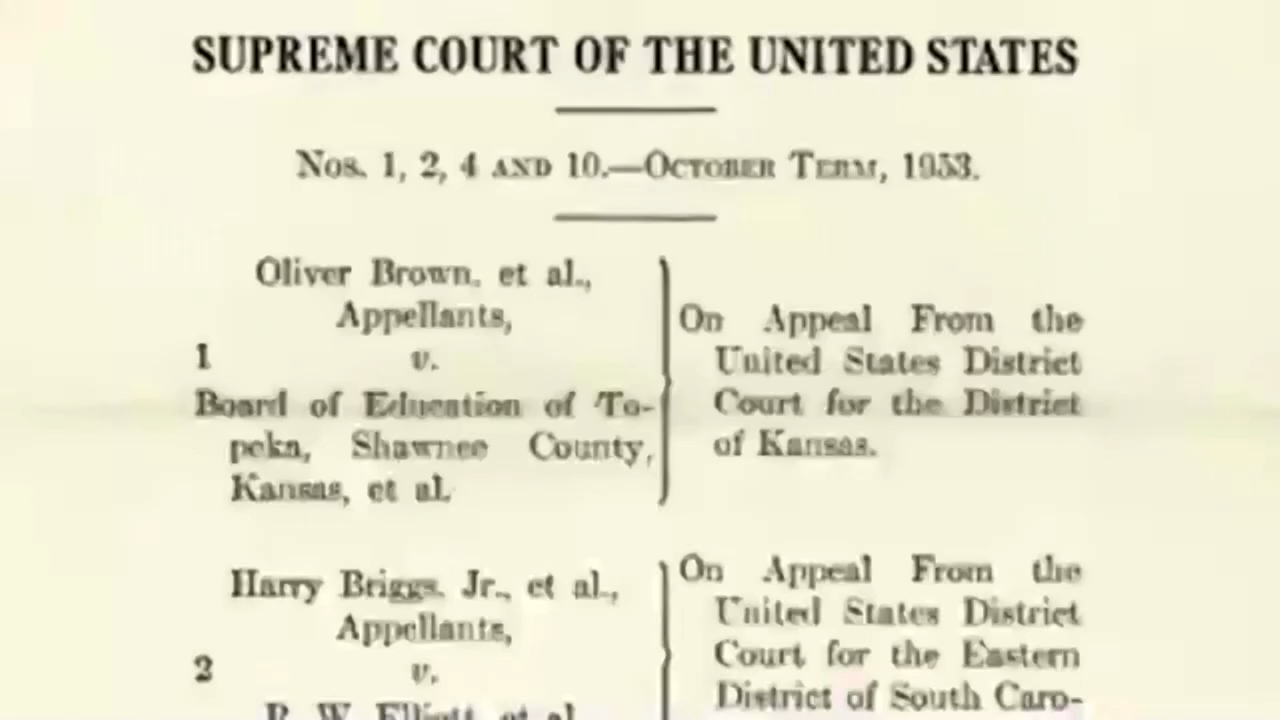 SUPREME COURT OF THE UNITED STATES
Nos. 1, 2, 4 AND 10.—OCTOBER TERM, 1953.
Oliver Brown, et al.,
Appellants,
1 v.
Board of Education of To-
peka, Shawnee County,
Kansas, et al.
On Appeal From the
United States District
Court for the District
of Kansas.
Harry Briggs, Jr., et al.,
Appellants,
2 v.
R. W. Elliott, et al.
On Appeal From the
United States District
Court for the Eastern
District of South Caro-